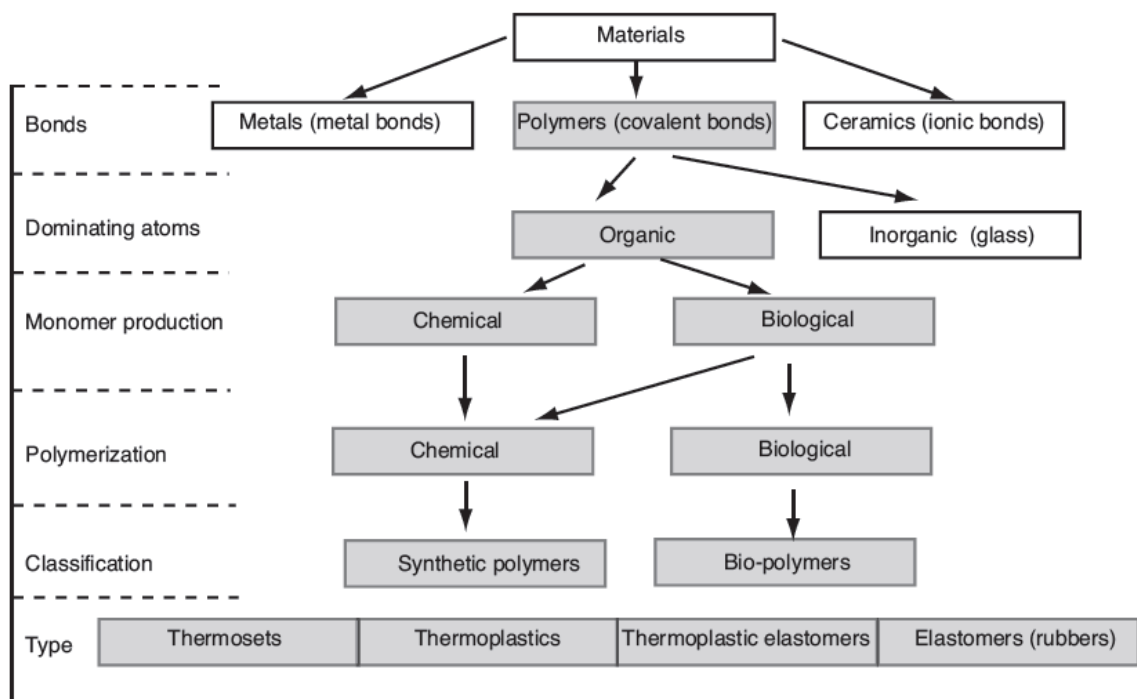 Materials
Bonds
Metals (metal bonds)
Polymers (covalent bonds)
Ceramics (ionic bonds)
Dominating atoms
Organic
Inorganic (glass)
Monomer production
Chemical
Biological
Polymerization
Chemical
Biological
Classification
Synthetic polymers
Bio-polymers
Type
Thermosets
Thermoplastics
Thermoplastic elastomers
Elastomers (rubbers)